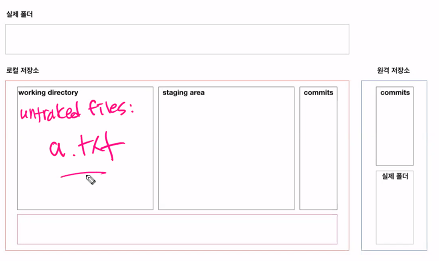 실제 폴더
로컬 저장소
원격 저장소
working directory
staging area
commits
commits
untraked files:
a.txt
실제 폴더